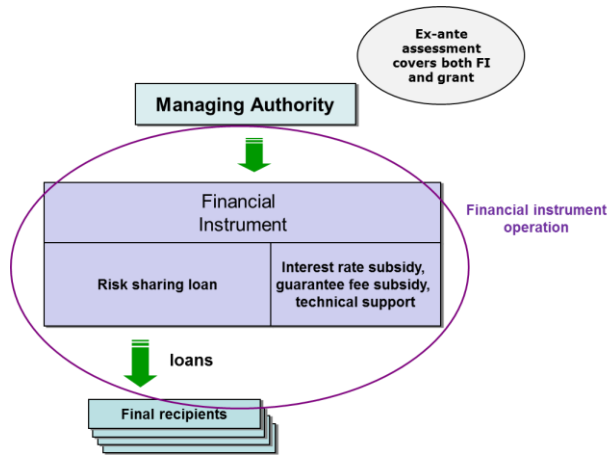 Ex-ante
assessment
covers both FI
and grant
Managing Authority
Financial
Instrument
Financial instrument
operation
Risk sharing loan
Interest rate subsidy,
guarantee fee subsidy,
technical support
loans
Final recipients